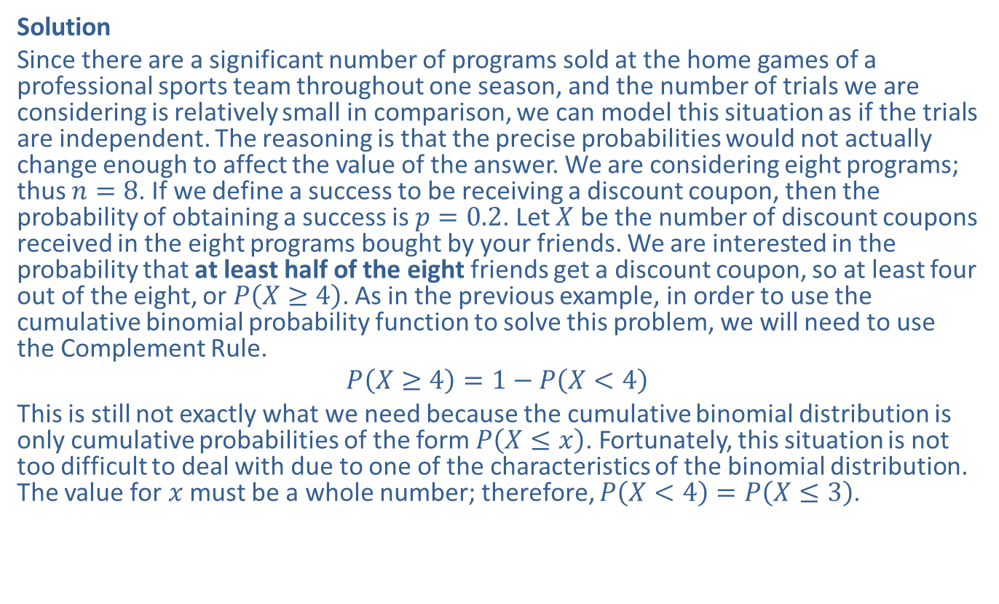 Solution
Since there are a significant number of programs sold at the home games of a
professional sports team throughout one season, and the number of trials we are
considering is relatively small in comparison, we can model this situation as if the trials
are independent. The reasoning is that the precise probabilities would not actually
change enough to affect the value of the answer. We are considering eight programs;
thus n = 8. If we define a success to be receiving a discount coupon, then the
probability of obtaining a success is p = 0.2. Let X be the number of discount coupons
received in the eight programs bought by your friends. We are interested in the
probability that at least half of the eight friends get a discount coupon, so at least four
out of the eight, or P(X ≥ 4). As in the previous example, in order to use the
cumulative binomial probability function to solve this problem, we will need to use
the Complement Rule.
P(X ≥ 4) = 1 − P(X < 4)
This is still not exactly what we need because the cumulative binomial distribution is
only cumulative probabilities of the form P(X ≤ x). Fortunately, this situation is not
too difficult to deal with due to one of the characteristics of the binomial distribution.
The value for x must be a whole number; therefore, P(X < 4) = P(X ≤ 3).